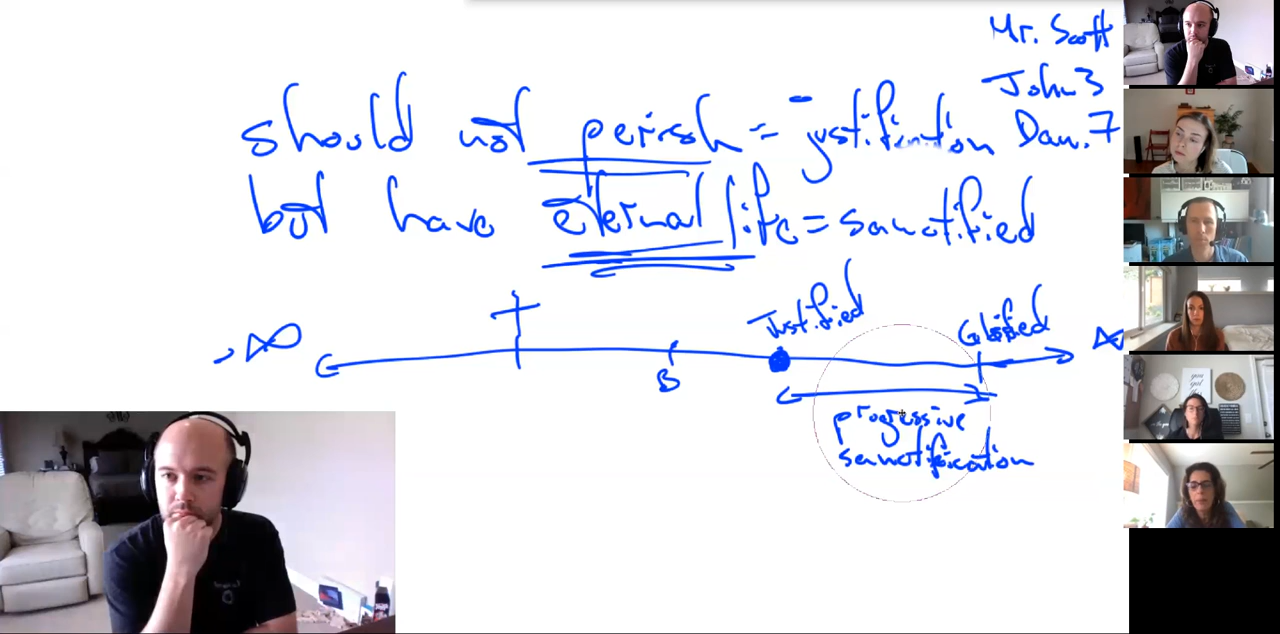 Mr. Scott
John 3
Dan. 7
should not perish = justification
but have eternal life = sanctified
- ∞
Justified
Glorified
∞
B
progressive
sanctification